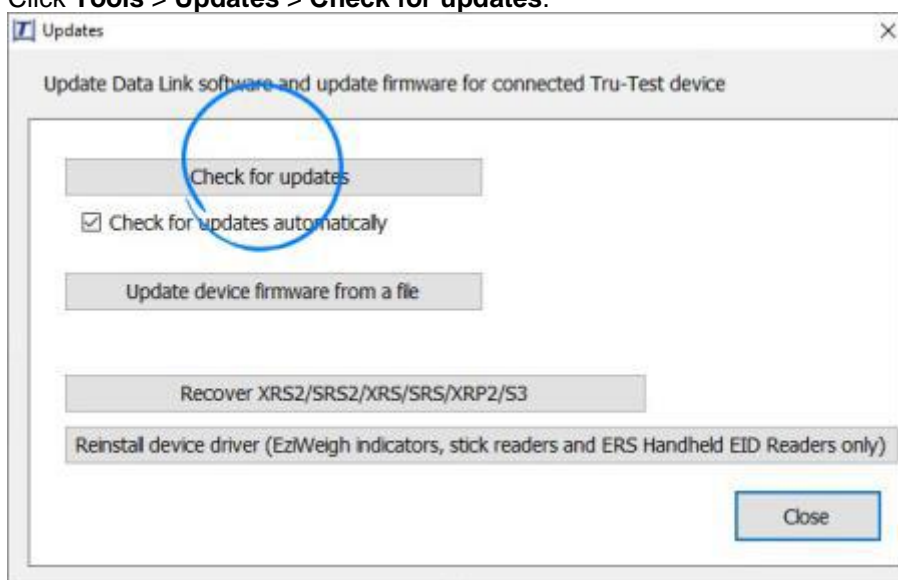 Click Tools > Updates > Check for updates.
Updates
Update Data Link software and update firmware for connected Tru-Test device
Check for updates
Check for updates automatically
Update device firmware from a file
Recover XRS2/SRS2/XRS/SRS/XRP2/S3
Reinstall device driver (EziWeigh indicators, stick readers and ERS Handheld EID Readers only)
Close